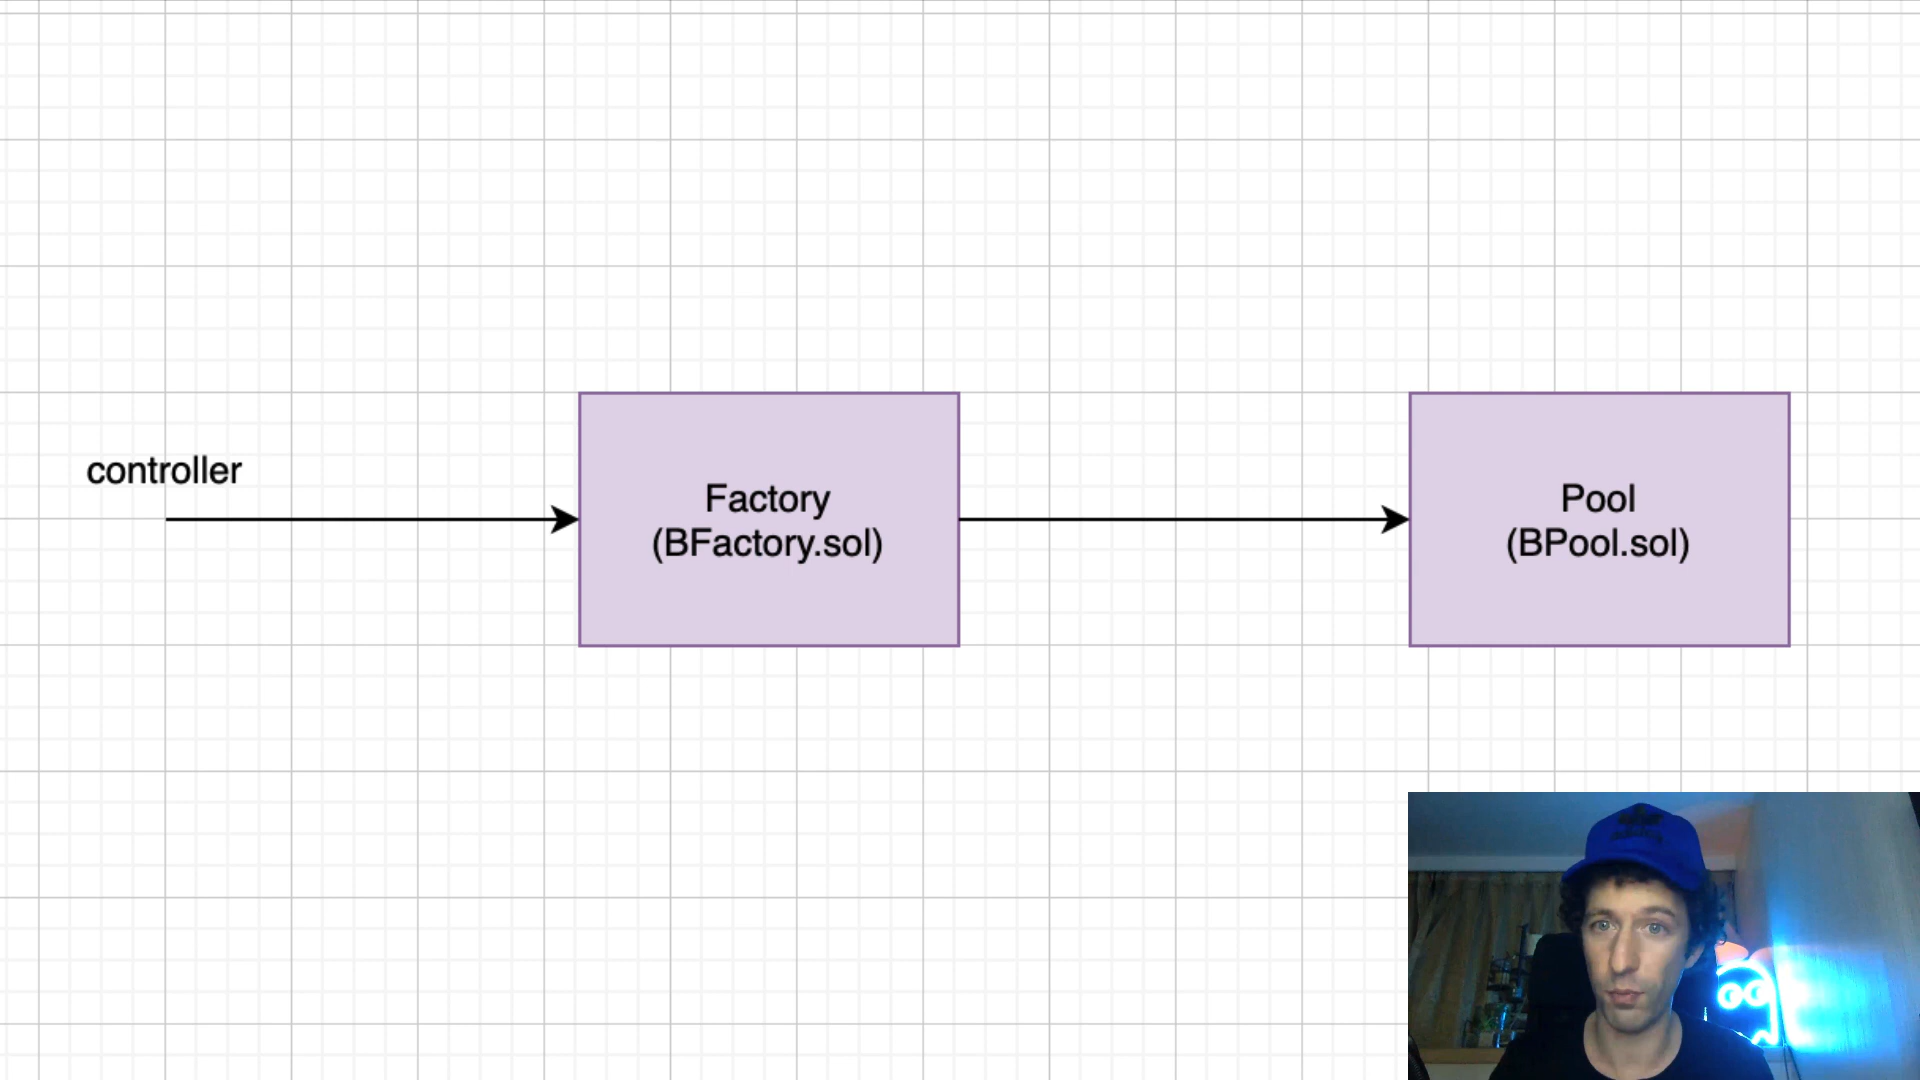 controller
Factory
(BFactory.sol)
Pool
(BPool.sol)